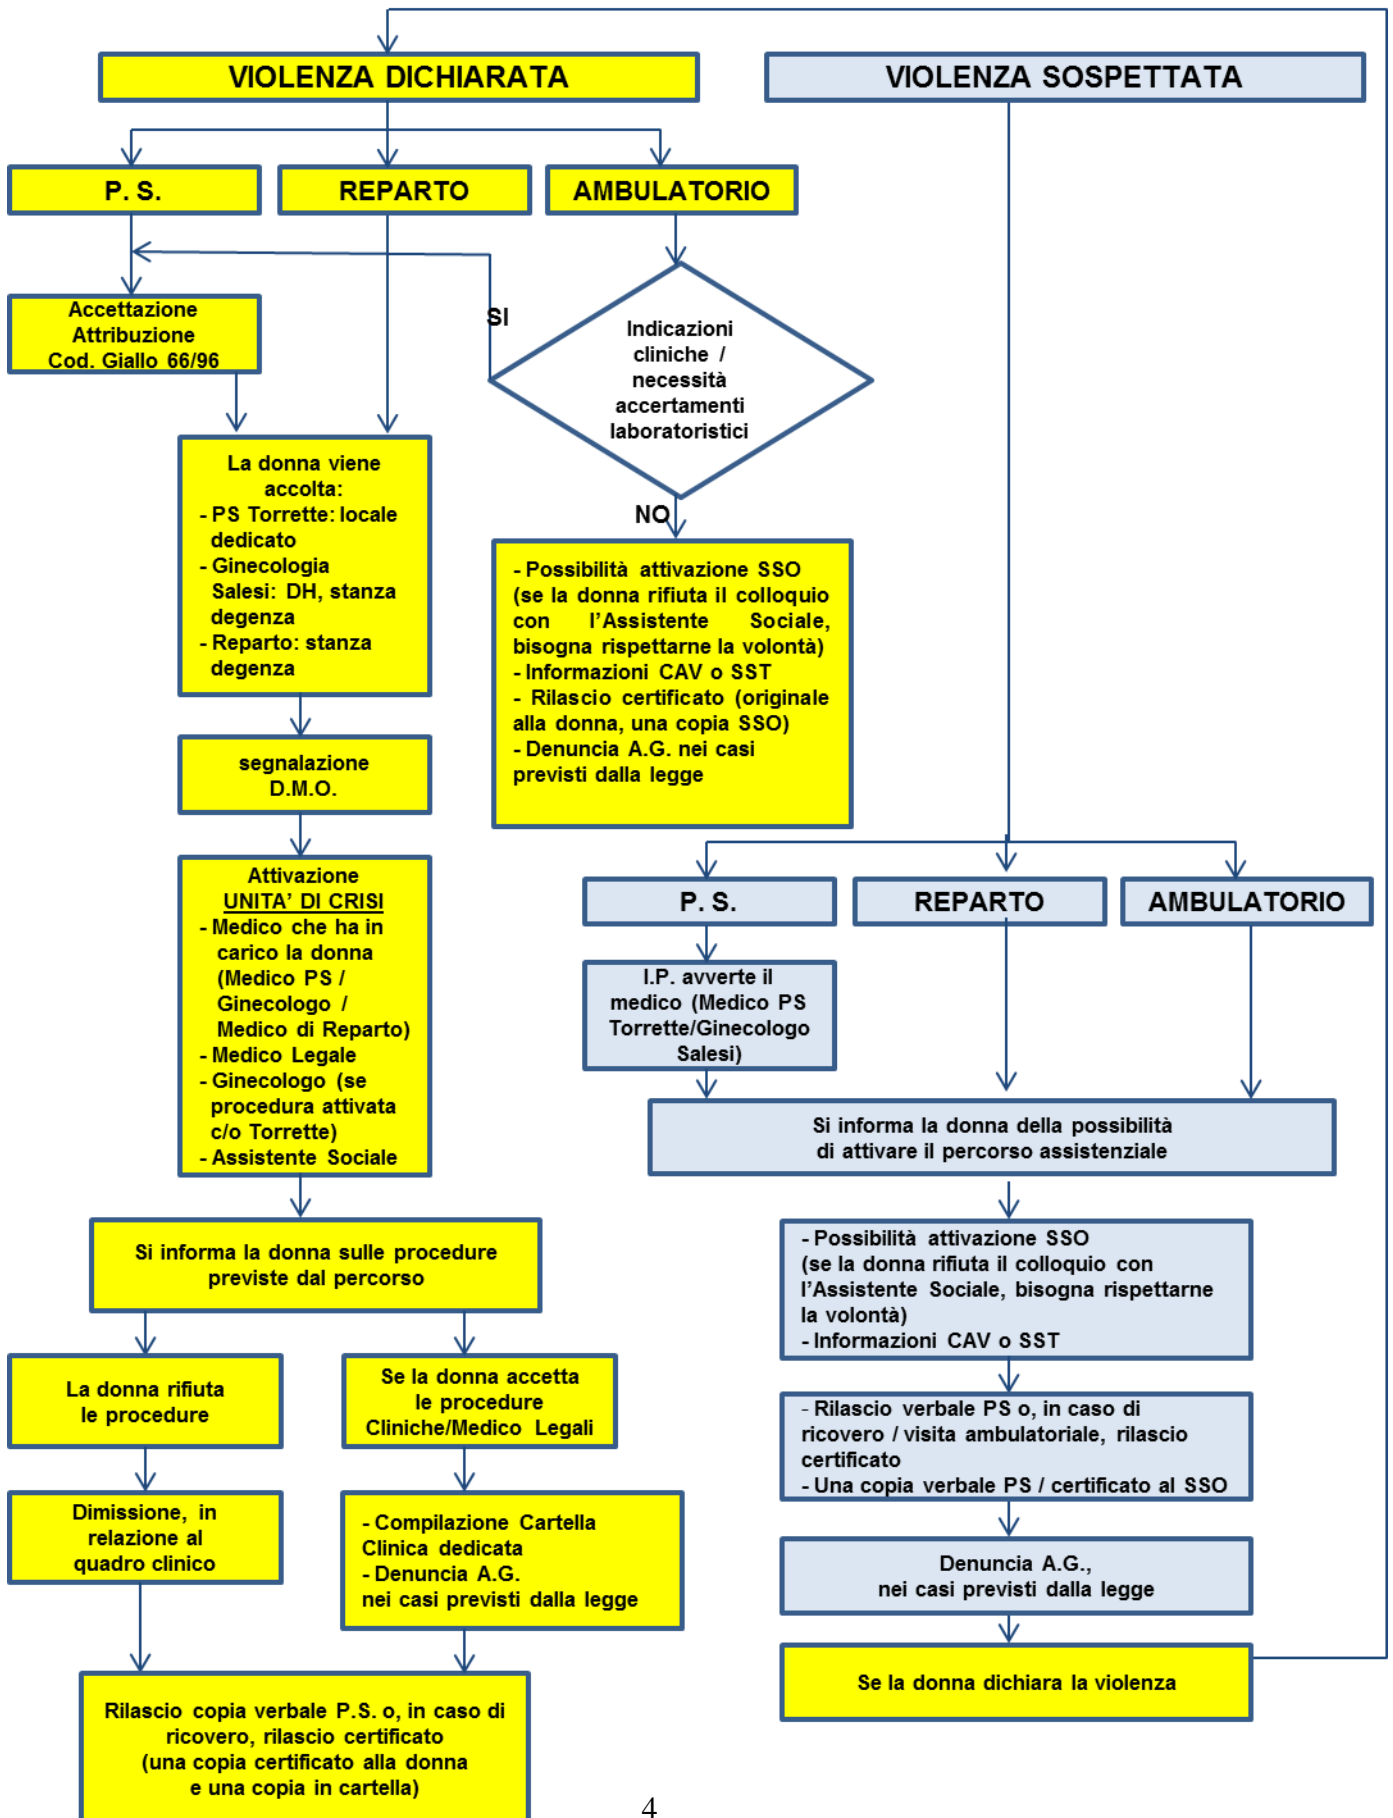 VIOLENZA DICHIARATA
VIOLENZA SOSPETTATA
P. S.
REPARTO
AMBULATORIO
Accettazione
Attribuzione
Cod. Giallo 66/96
SI
Indicazioni
cliniche /
necessità
accertamenti
laboratoristici
NO
La donna viene
accolta:
- PS Torrette: locale
dedicato
- Ginecologia
Salesi: DH, stanza
degenza
- Reparto: stanza
degenza
- Possibilità attivazione SSO
(se la donna rifiuta il colloquio
con l'Assistente Sociale,
bisogna rispettarne la volontà)
- Informazioni CAV o SST
- Rilascio certificato (originale
alla donna, una copia SSO)
- Denuncia A.G. nei casi
previsti dalla legge
segnalazione
D.M.O.
Attivazione
UNITA' DI CRISI
- Medico che ha in
carico la donna
(Medico PS /
Ginecologo /
Medico di Reparto)
- Medico Legale
- Ginecologo (se
procedura attivata
c/o Torrette)
- Assistente Sociale
Si informa la donna sulle procedure
previste dal percorso
La donna rifiuta
le procedure
Se la donna accetta
le procedure
Cliniche/Medico Legali
Dimissione, in
relazione al
quadro clinico
- Compilazione Cartella
Clinica dedicata
- Denuncia A.G.
nei casi previsti dalla legge
Rilascio copia verbale P.S. o, in caso di
ricovero, rilascio certificato
(una copia certificato alla donna
e una copia in cartella)
P. S.
REPARTO
AMBULATORIO
I.P. avverte il
medico (Medico PS
Torrette/Ginecologo
Salesi)
Si informa la donna della possibilità
di attivare il percorso assistenziale
- Possibilità attivazione SSO
(se la donna rifiuta il colloquio con
l'Assistente Sociale, bisogna rispettarne
la volontà)
- Informazioni CAV o SST
- Rilascio verbale PS o, in caso di
ricovero / visita ambulatoriale, rilascio
certificato
- Una copia verbale PS / certificato al SSO
Denuncia A.G.,
nei casi previsti dalla legge
Se la donna dichiara la violenza
4